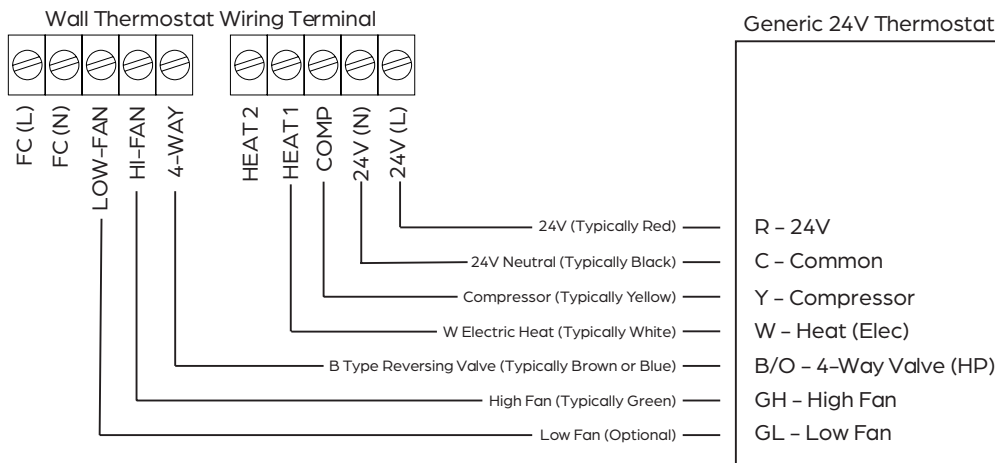 Wall Thermostat Wiring Terminal
Generic 24V Thermostat
FC (L)
FC (N)
LOW-FAN
HI-FAN
4-WAY
HEAT 2
HEAT 1
COMP
24V (N)
24V (L)
24V (Typically Red)
R - 24V
24V Neutral (Typically Black)
C - Common
Compressor (Typically Yellow)
Y - Compressor
W Electric Heat (Typically White)
W - Heat (Elec)
B Type Reversing Valve (Typically Brown or Blue)
B/O - 4-Way Valve (HP)
High Fan (Typically Green)
GH - High Fan
Low Fan (Optional)
GL - Low Fan